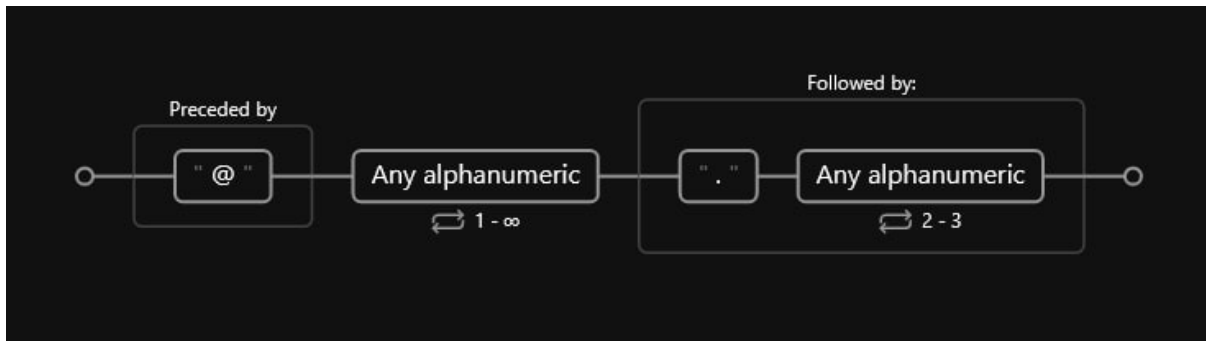 Followed by:
Preceded by
" @ " Any alphanumeric " . " Any alphanumeric
1 - ∞ 2 - 3